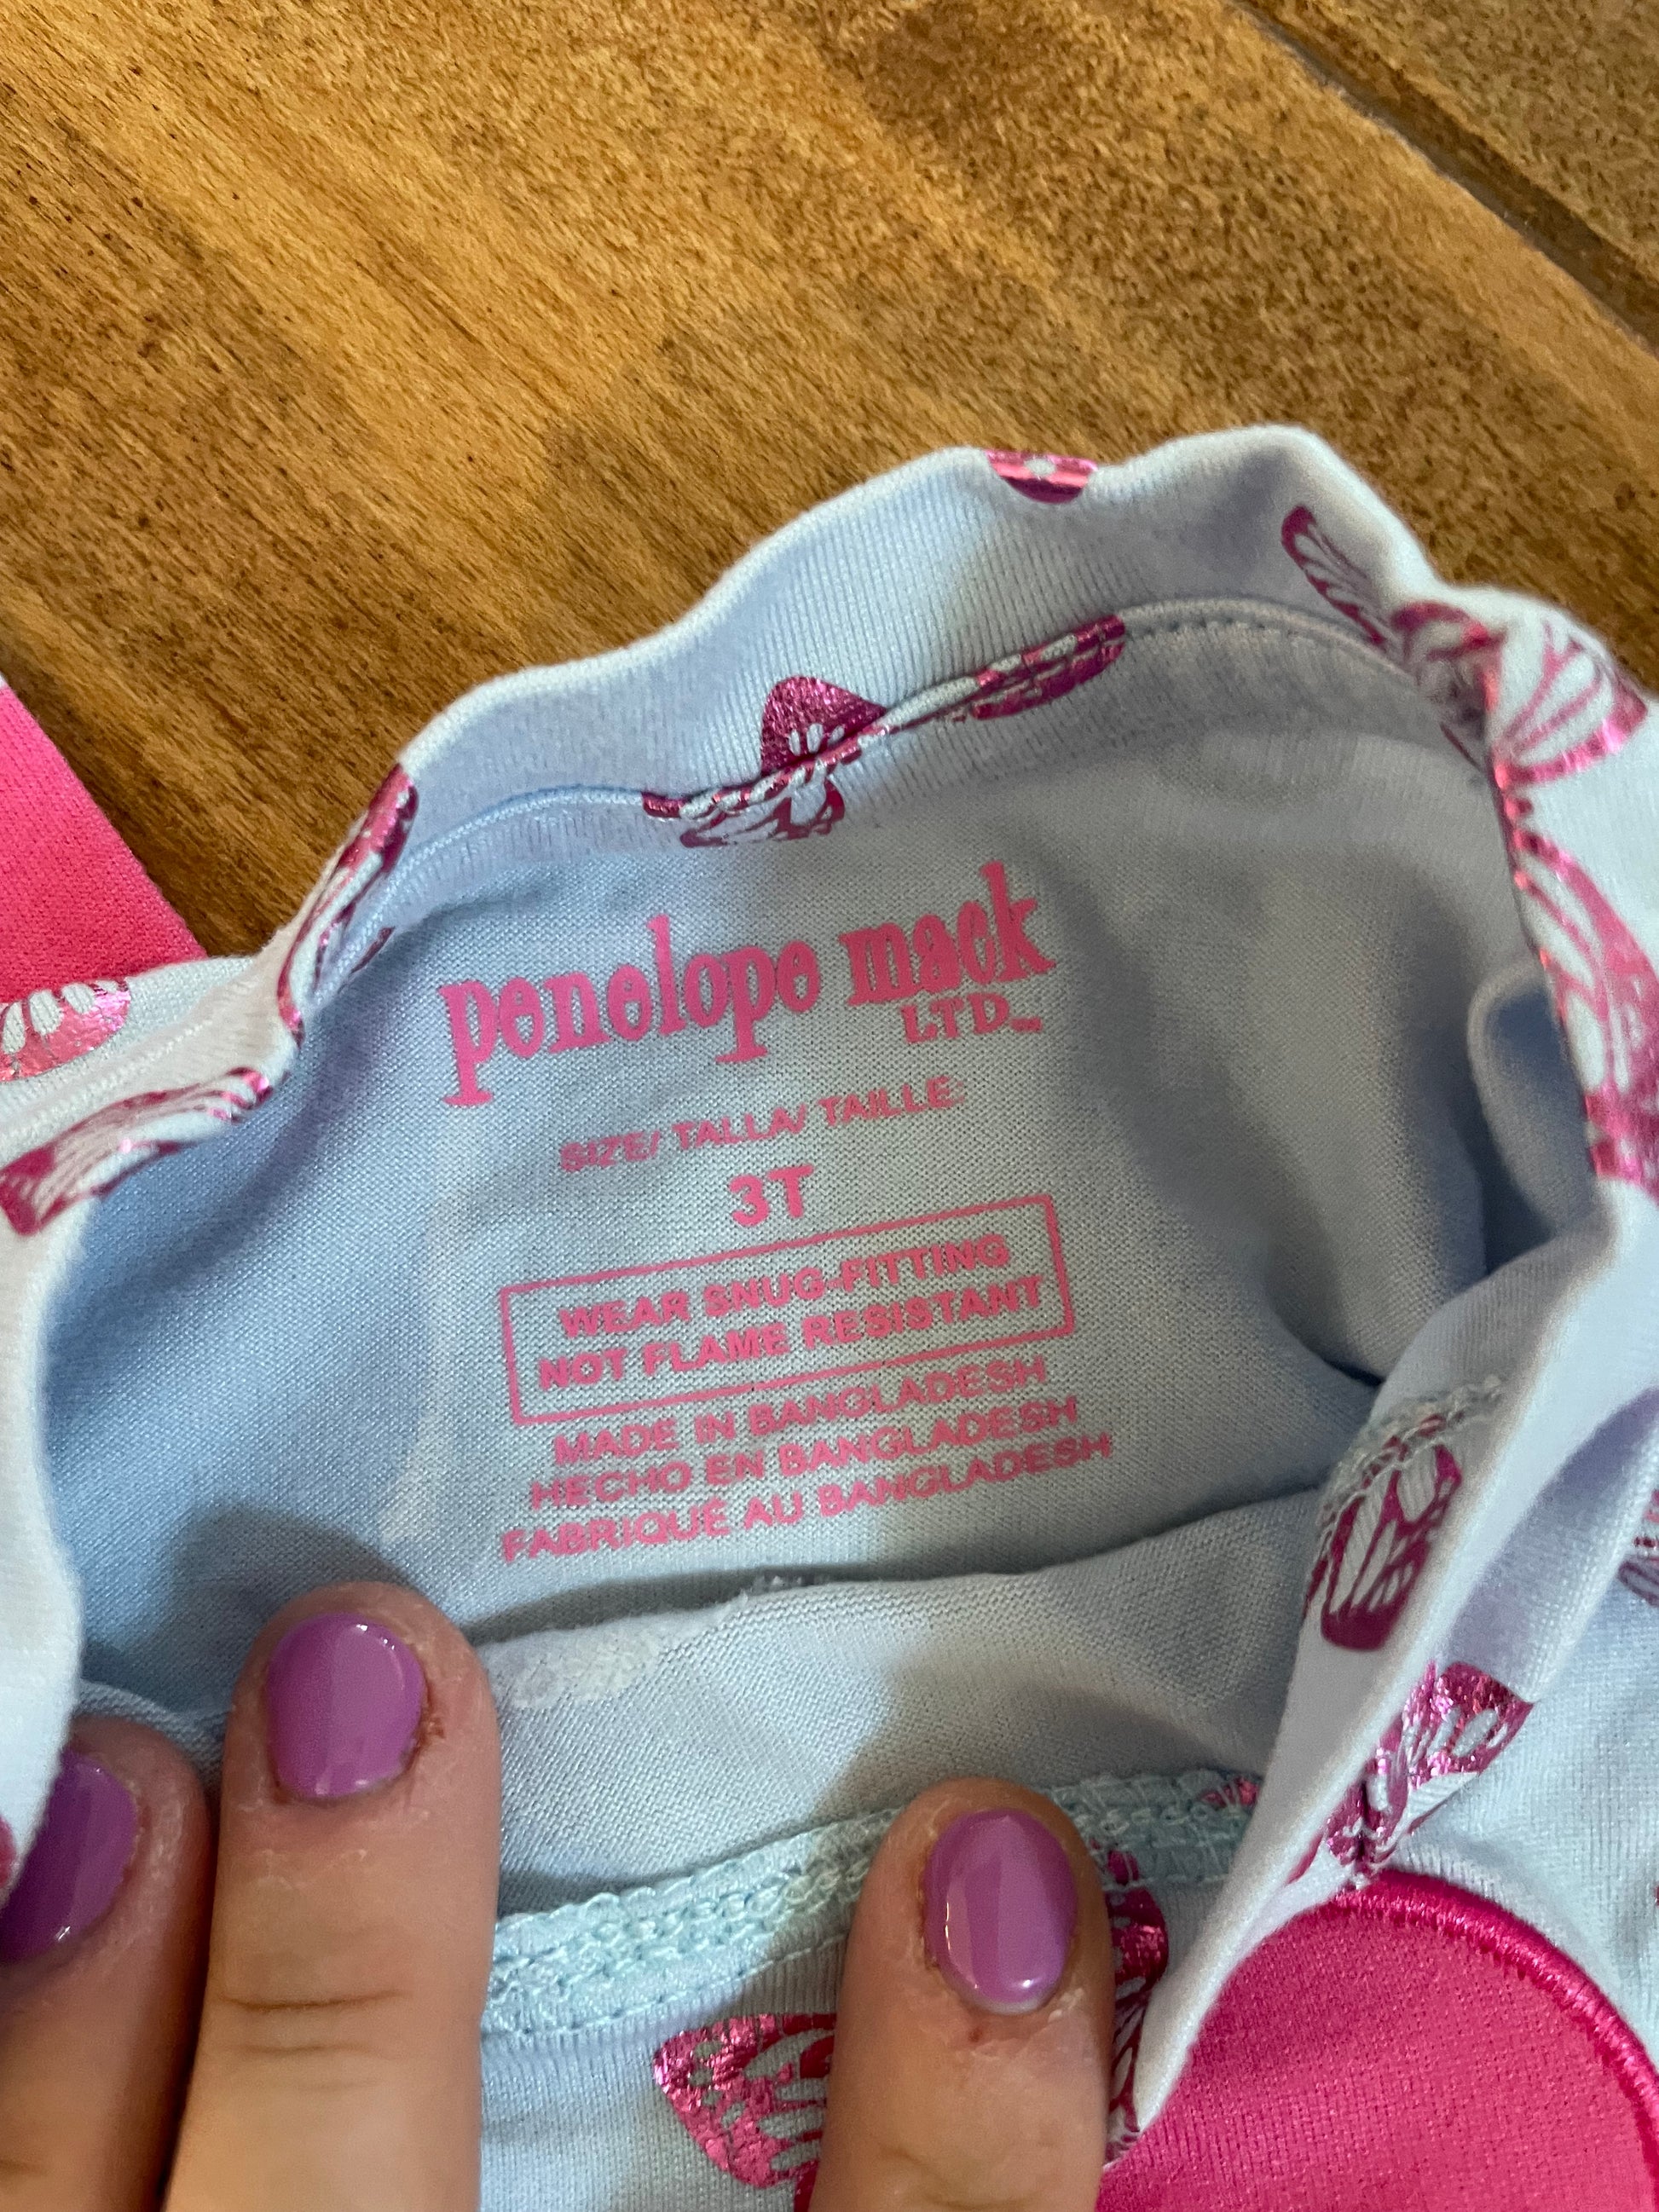 penelope mack
LTD™
SIZE/ TALLA/ TAILLE:
3T
WEAR SNUG-FITTING
NOT FLAME RESISTANT
MADE IN BANGLADESH
HECHO EN BANGLADESH
FABRIQUÉ AU BANGLADESH